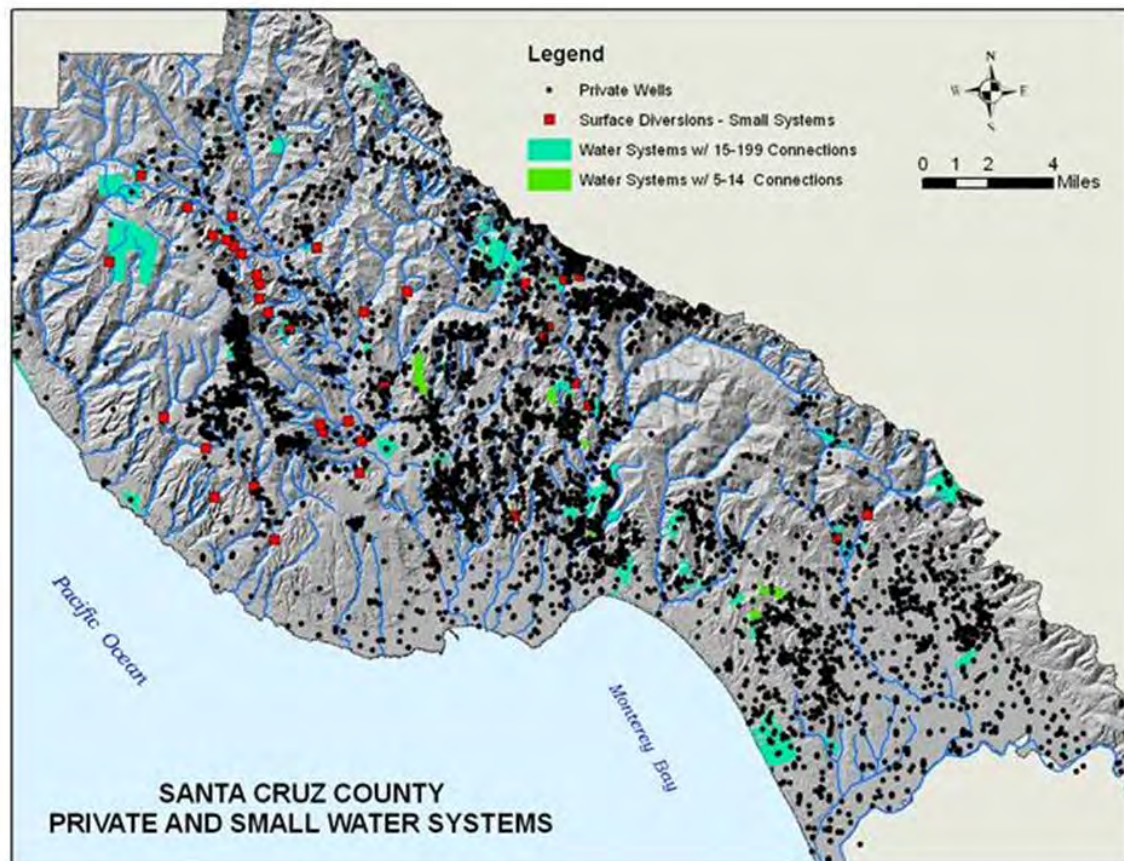 Legend
Private Wells
Surface Diversions - Small Systems
Water Systems w/ 15-199 Connections
Water Systems w/ 5-14 Connections
N
W E
S
0 1 2 4
Miles
Pacific Ocean
Monterey Bay
SANTA CRUZ COUNTY
PRIVATE AND SMALL WATER SYSTEMS